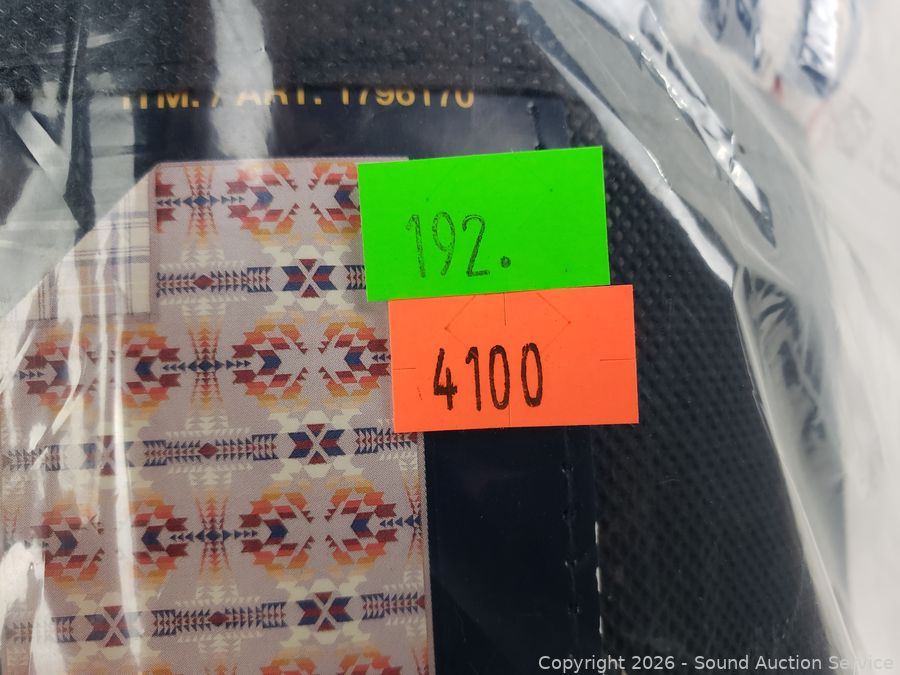 ITM. / ART. 1796170
192.
4100
Copyright 2026 - Sound Auction Service